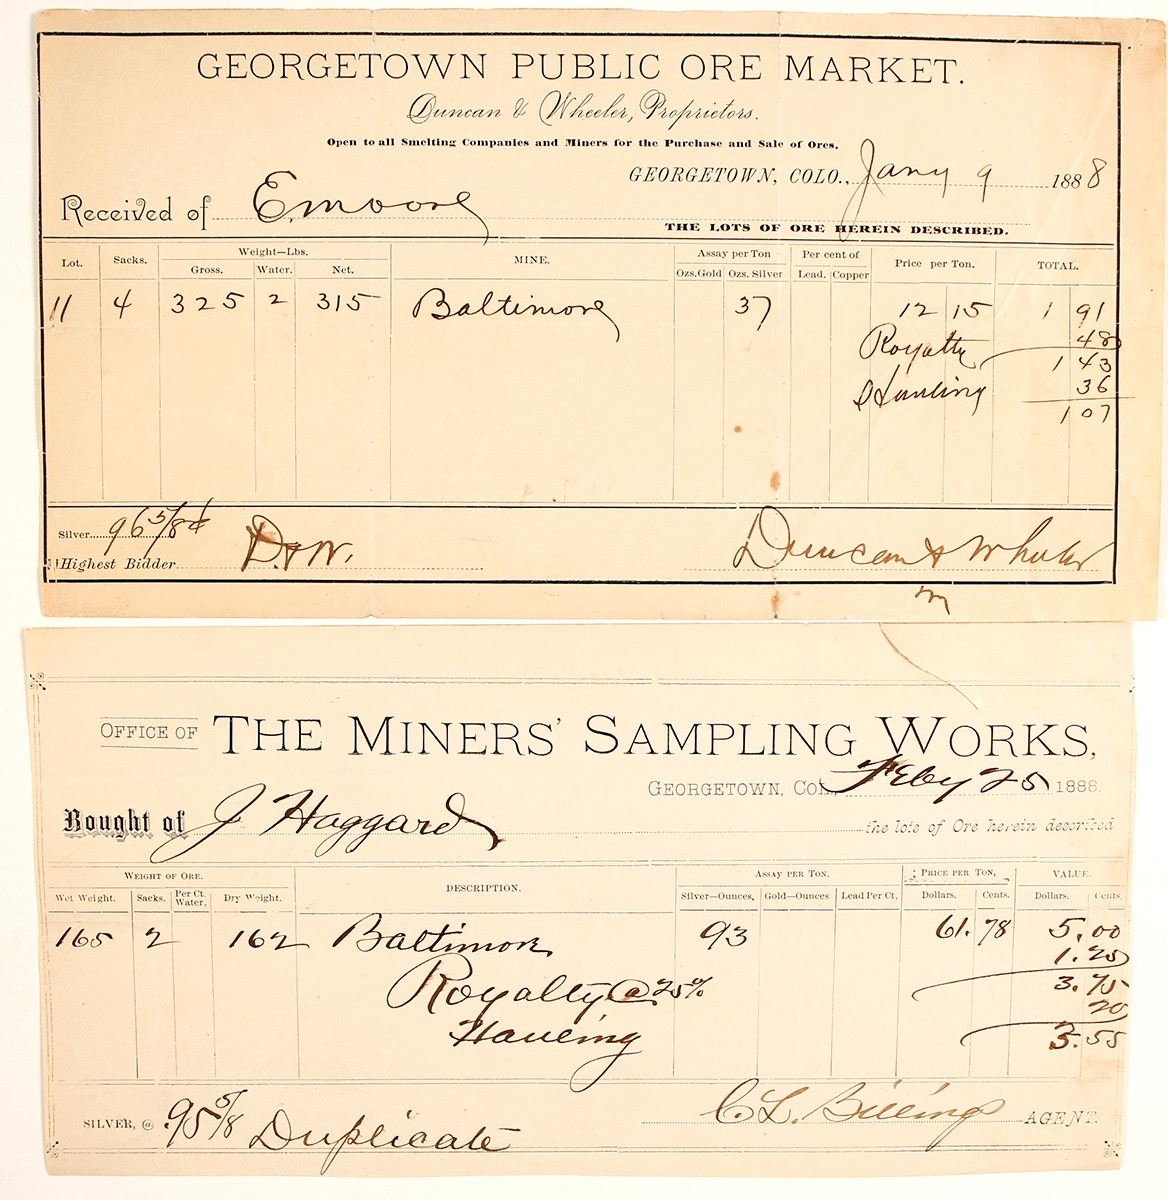 GEORGETOWN PUBLIC ORE MARKET.
Duncan & Wheeler, Proprietors.
Open to all Smelting Companies and Miners for the Purchase and Sale of Ores.
GEORGETOWN, COLO., Jany 9 1888
Received of E. moore
THE LOTS OF ORE HEREIN DESCRIBED.
Lot. Sacks. Weight—Lbs. MINE. Assay per Ton Per cent of Price per Ton. TOTAL.
Gross. Water. Net. Ozs.Gold Ozs. Silver Lead. Copper
11 4 325 2 315 Baltimore 37 12 15 1 91
Royalty 48
1 43
Hauling 36
1 07
Silver 96 5/8 ¢
Highest Bidder D. & W. Duncan & Wheeler
m
OFFICE OF THE MINERS' SAMPLING WORKS,
GEORGETOWN, COL., Feby 25 1888.
Bought of J Haggard the lots of Ore herein described
WEIGHT OF ORE. DESCRIPTION. ASSAY PER TON. PRICE PER TON, VALUE.
Wet Weight. Sacks. Per Ct. Water, Dry Weight. Silver—Ounces, Gold—Ounces Lead Per Ct, Dollars. Cents. Dollars. Cents.
165 2 162 Baltimore 93 61. 78 5.00
1.25
Royalty @ 25% 3.75
20
Hauling 3.55
SILVER, @ .95 5/8 Duplicate C. L. Billings AGENT.